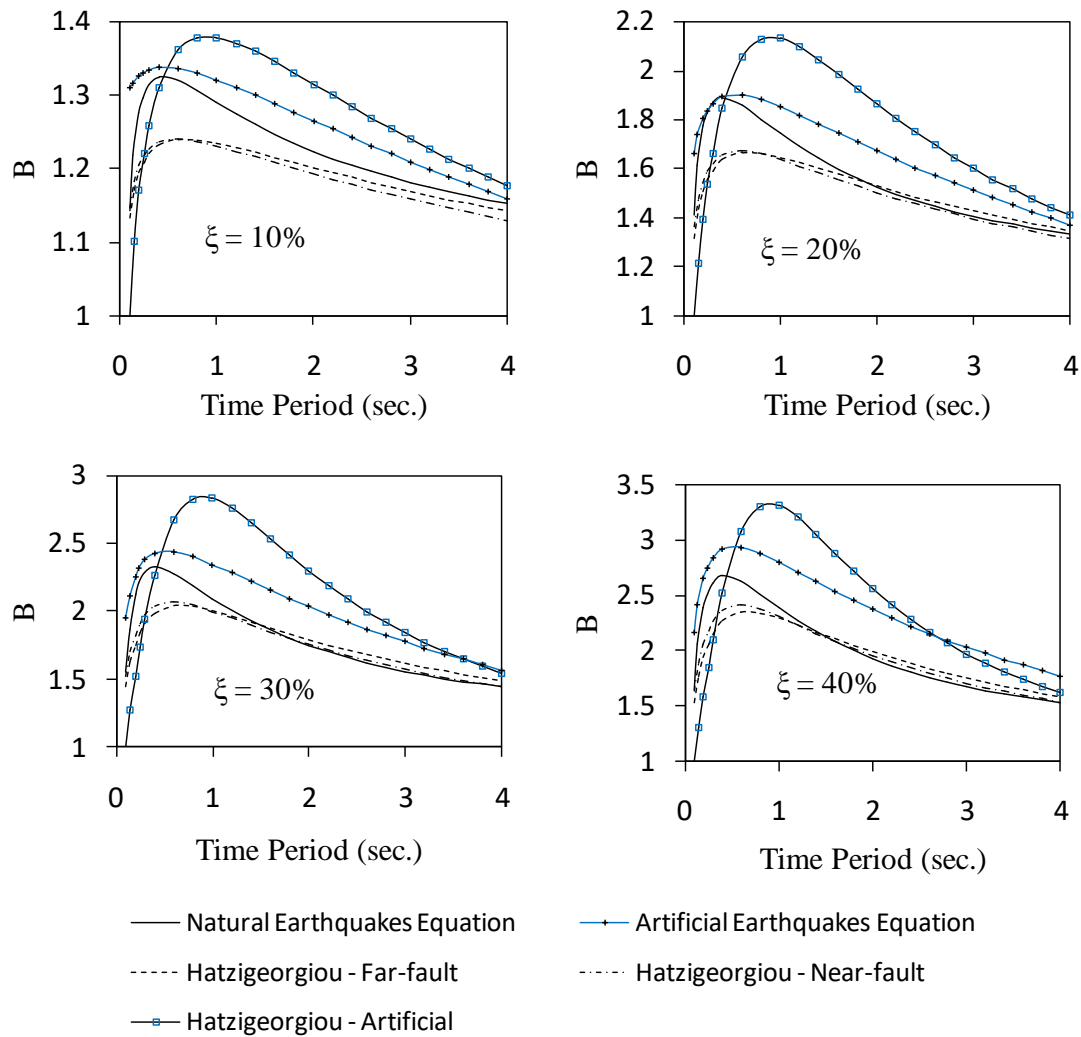 1.4
1.3
1.2
1.1
1
B
ξ = 10%
0 1 2 3 4
Time Period (sec.)
2.2
2
1.8
1.6
1.4
1.2
1
B
ξ = 20%
0 1 2 3 4
Time Period (sec.)
3
2.5
2
1.5
1
B
ξ = 30%
0 1 2 3 4
Time Period (sec.)
3.5
3
2.5
2
1.5
1
B
ξ = 40%
0 1 2 3 4
Time Period (sec.)
Natural Earthquakes Equation
Artificial Earthquakes Equation
Hatzigeorgiou - Far-fault
Hatzigeorgiou - Near-fault
Hatzigeorgiou - Artificial